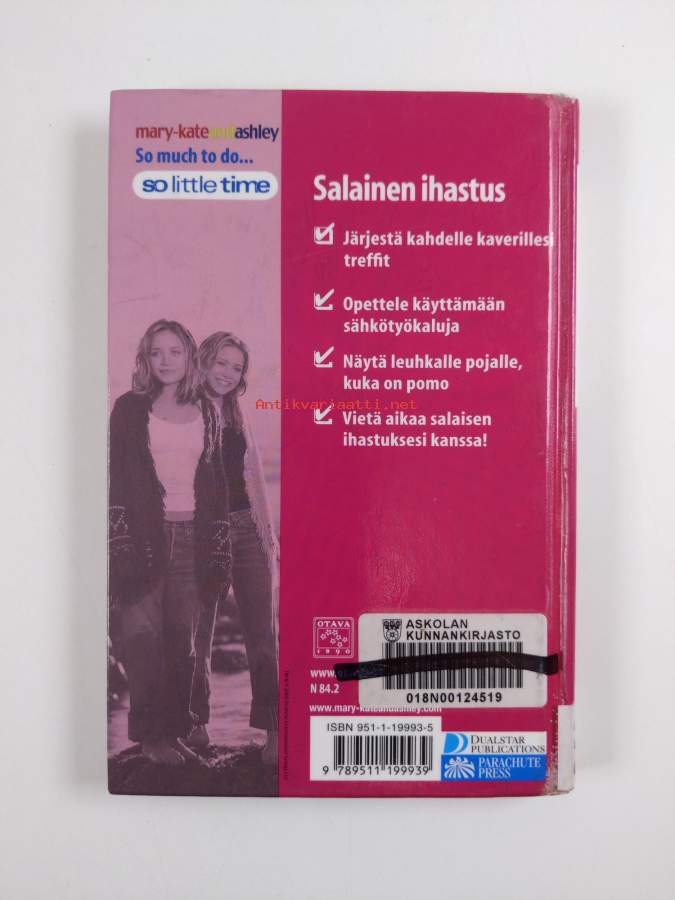 mary-kateandashley
So much to do...
so little time
Salainen ihastus
Järjestä kahdelle kaverillesi
treffit
Opettele käyttämään
sähkötyökaluja
Näytä leuhkalle pojalle,
kuka on pomo
Antikvariaatti.net
Vietä aikaa salaisen
ihastuksesi kanssa!
OTAVA
1890
ASKOLAN
KUNNANKIRJASTO
018N00124519
www.
N 84.2
www.mary-kateandashley.com
ISBN 951-1-19993-5
9 789511 199939
DUALSTAR
PUBLICATIONS
PARACHUTE
PRESS